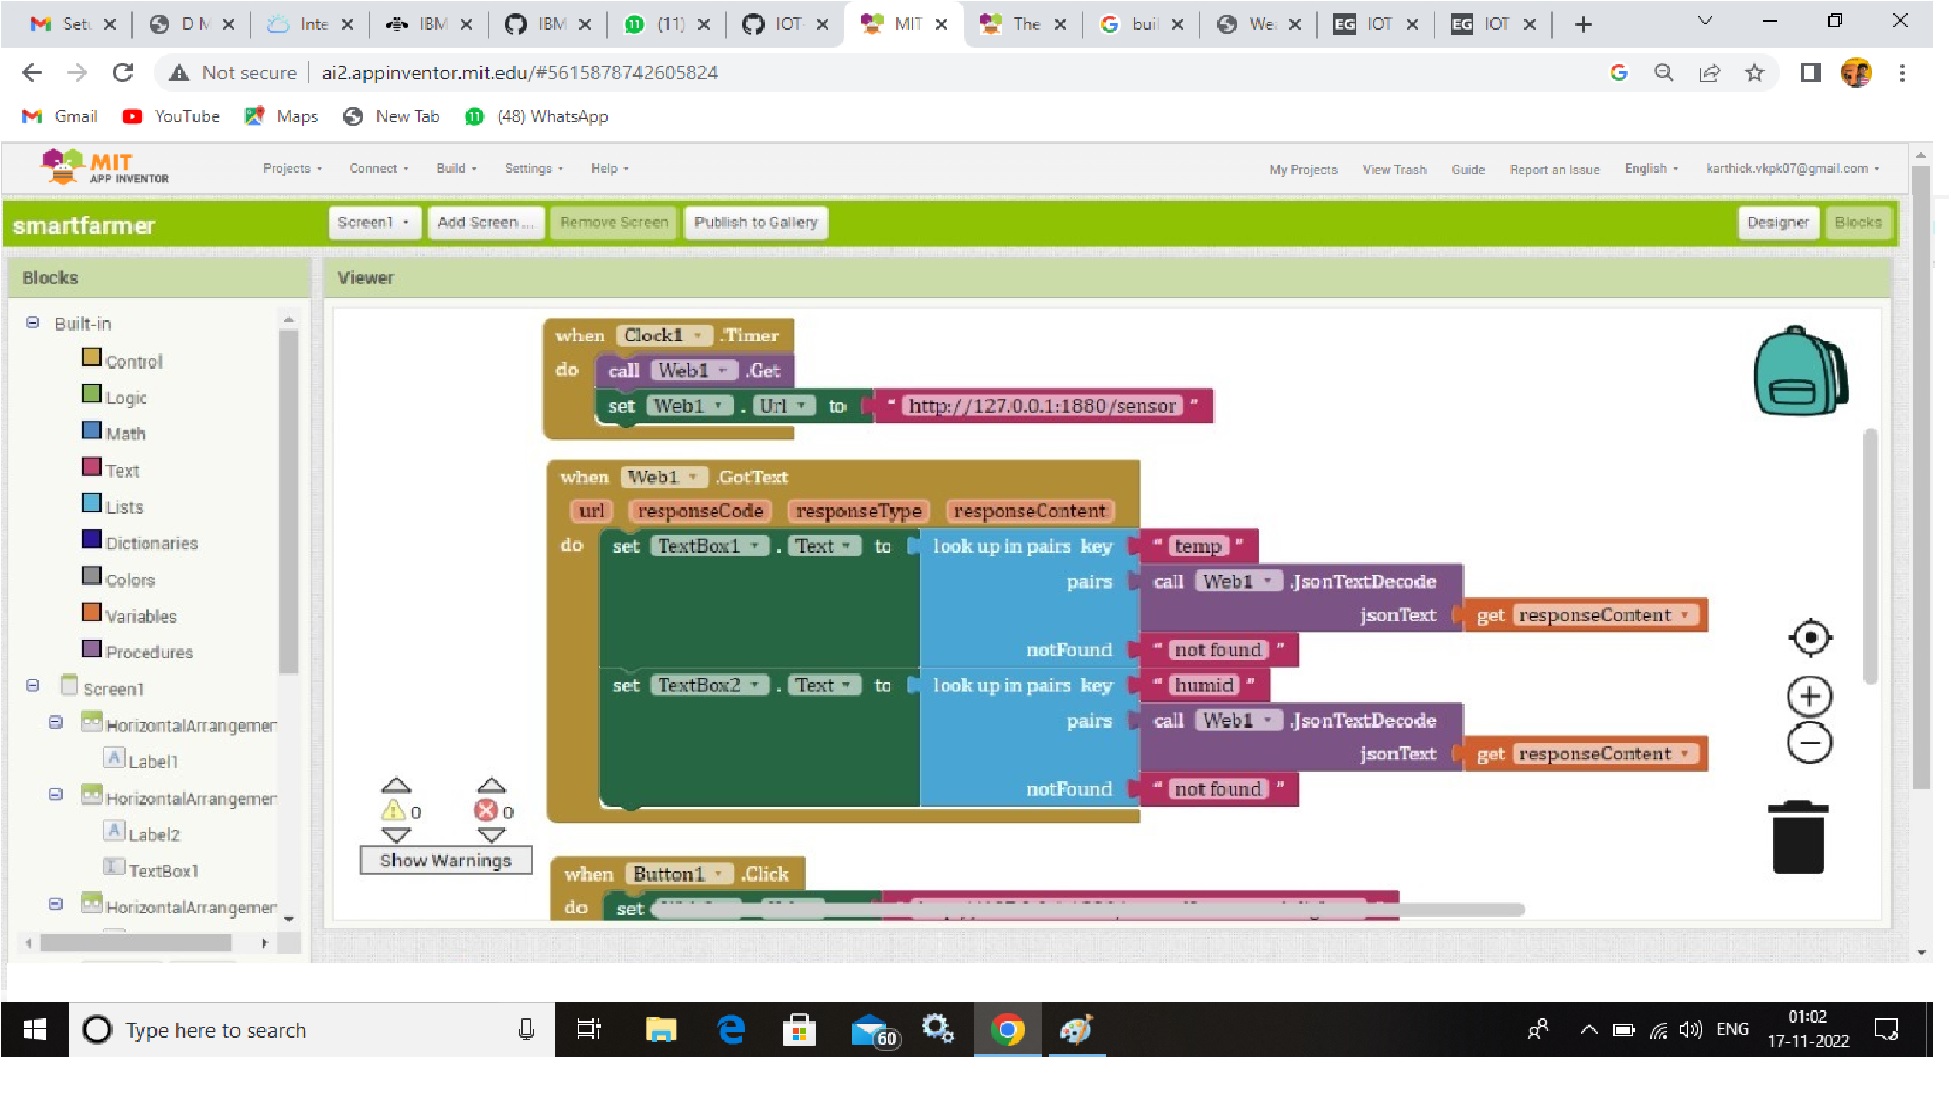 Setu
D M
Inte
IBM
IBM
(11)
IOT-
MIT
The
buil
We
IOT
IOT
Not secure ai2.appinventor.mit.edu/#5615878742605824
Gmail YouTube Maps New Tab (48) WhatsApp
MIT
APP INVENTOR
Projects Connect Build Settings Help My Projects View Trash Guide Report an Issue English karthick.vkpk07@gmail.com
smartfarmer Screen1 Add Screen ... Remove Screen Publish to Gallery Designer Blocks
Blocks Viewer
Built-in
Control
Logic
Math
Text
Lists
Dictionaries
Colors
Variables
Procedures
Screen1
HorizontalArrangemen
Label1
HorizontalArrangemen
Label2
TextBox1
HorizontalArrangemen
when Clock1 .Timer
do call Web1 .Get
set Web1 . Url to " http://127.0.0.1:1880/sensor "
when Web1 .GotText
url responseCode responseType responseContent
do set TextBox1 . Text to look up in pairs key " temp "
pairs call Web1 .JsonTextDecode
jsonText get responseContent
notFound " not found "
set TextBox2 . Text to look up in pairs key " humid "
pairs call Web1 .JsonTextDecode
jsonText get responseContent
notFound " not found "
0 0
Show Warnings
when Button1 .Click
do set
Type here to search
60
ENG
01:02
17-11-2022